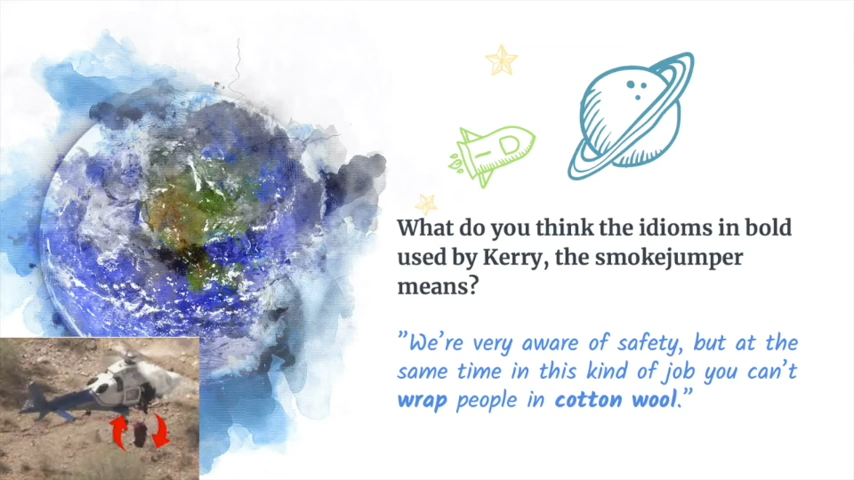 What do you think the idioms in bold
used by Kerry, the smokejumper
means?
”We’re very aware of safety, but at the
same time in this kind of job you can’t
wrap people in cotton wool.”